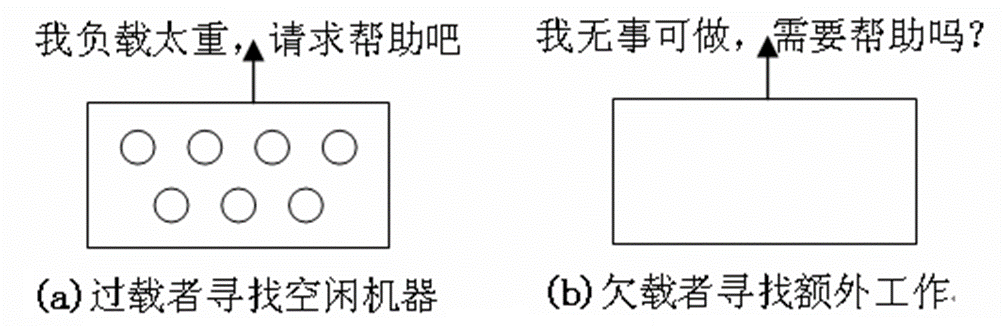 我负载太重，请求帮助吧
我无事可做，需要帮助吗？
(a)过载者寻找空闲机器
(b)欠载者寻找额外工作